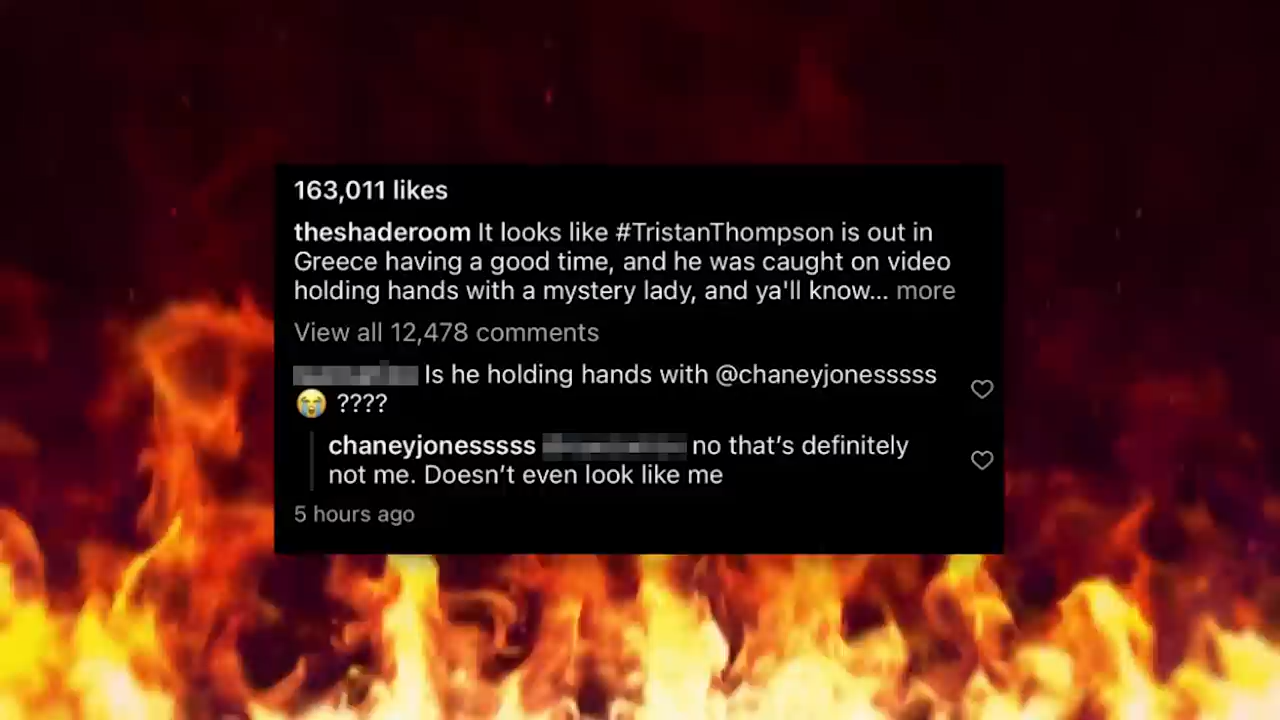 163,011 likes
theshaderoom It looks like #TristanThompson is out in
Greece having a good time, and he was caught on video
holding hands with a mystery lady, and ya'll know... more
View all 12,478 comments
Is he holding hands with @chaneyjonesssss
😭 ????
chaneyjonesssss no that's definitely
not me. Doesn't even look like me
5 hours ago